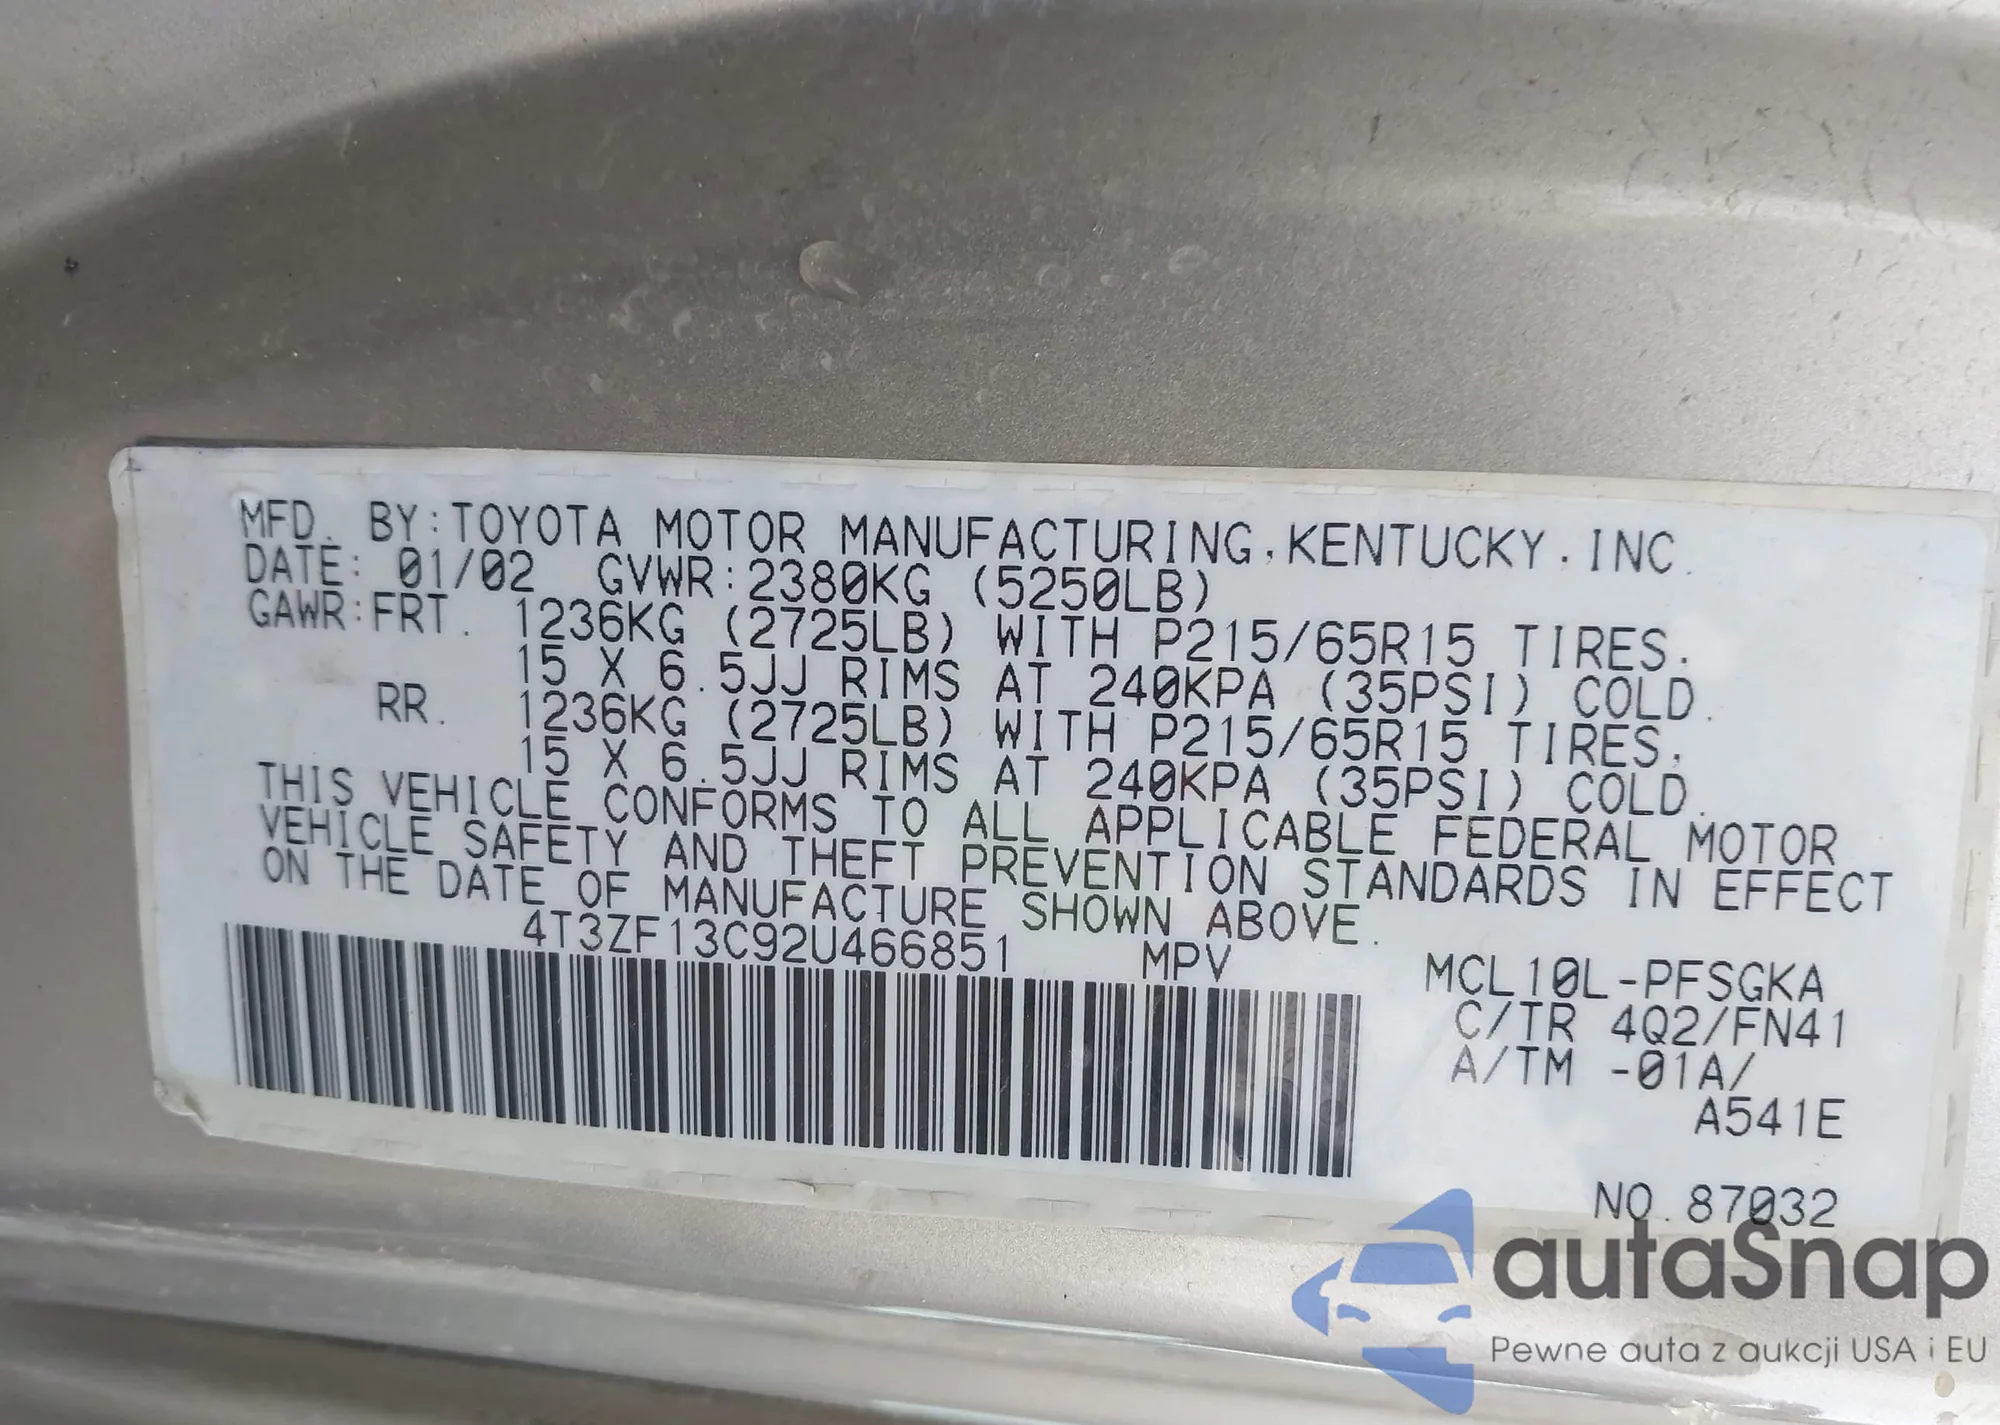 MFD. BY:TOYOTA MOTOR MANUFACTURING,KENTUCKY.INC.
DATE: 01/02 GVWR:2380KG (5250LB)
GAWR:FRT. 1236KG (2725LB) WITH P215/65R15 TIRES.
15 X 6.5JJ RIMS AT 240KPA (35PSI) COLD.
RR. 1236KG (2725LB) WITH P215/65R15 TIRES.
15 X 6.5JJ RIMS AT 240KPA (35PSI) COLD.
THIS VEHICLE CONFORMS TO ALL APPLICABLE FEDERAL MOTOR
VEHICLE SAFETY AND THEFT PREVENTION STANDARDS IN EFFECT
ON THE DATE OF MANUFACTURE SHOWN ABOVE.
4T3ZF13C92U466851 MPV MCL10L-PFSGKA
C/TR 4Q2/FN41
A/TM -01A/
A541E
NO.87032
autaSnap
Pewne auta z aukcji USA i EU